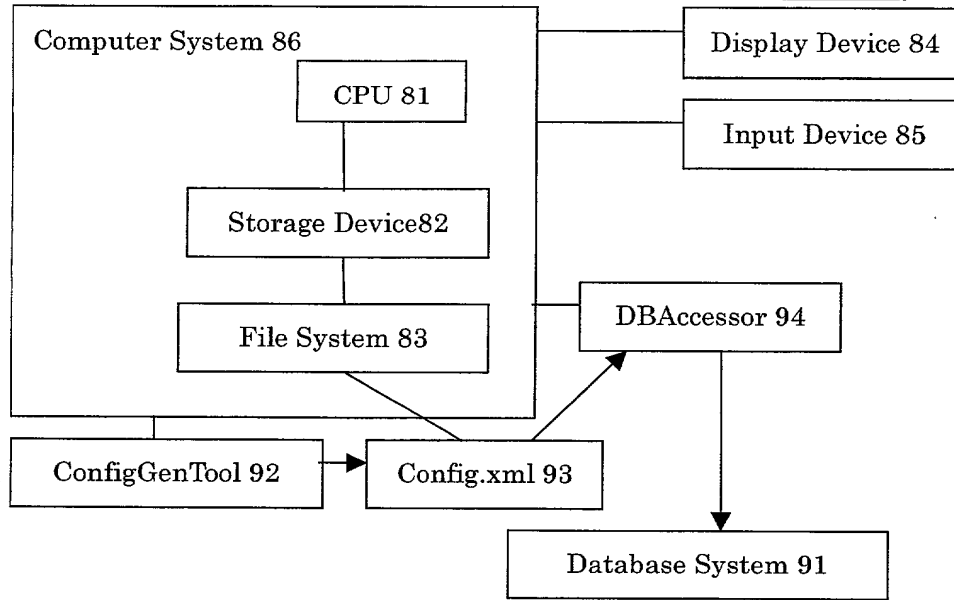 Computer System 86
Display Device 84
CPU 81
Input Device 85
Storage Device82
File System 83
DBAccessor 94
ConfigGenTool 92
Config.xml 93
Database System 91